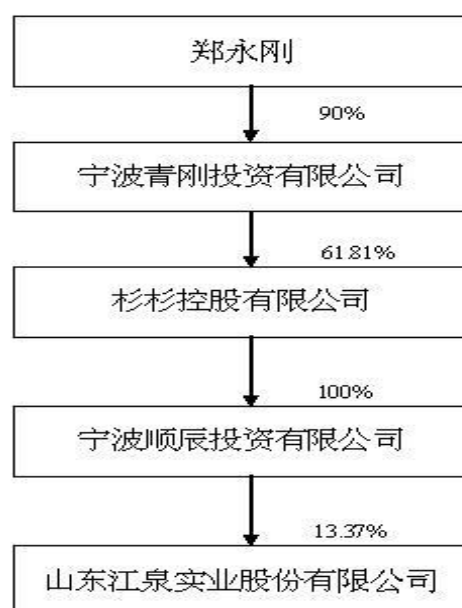 郑永刚
90%
宁波青刚投资有限公司
61.81%
杉杉控股有限公司
100%
宁波顺辰投资有限公司
13.37%
山东江泉实业股份有限公司